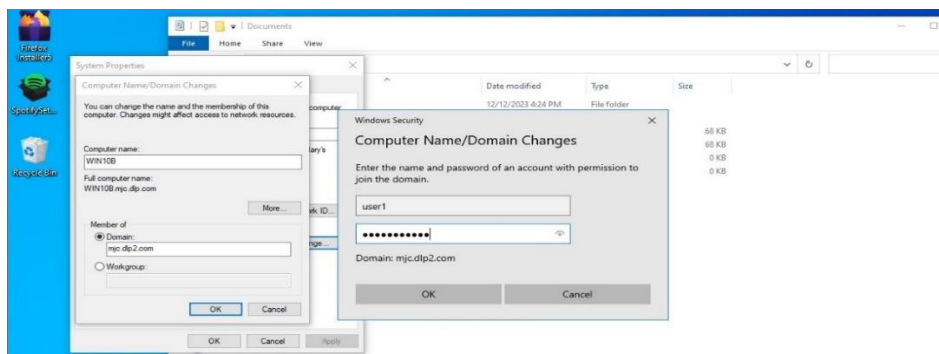 Documents
File Home Share View
Firefox
Installer
SpotifySet...
Recycle Bin
System Properties
Computer Name/Domain Changes
You can change the name and the membership of this
computer. Changes might affect access to network resources.
computer
Computer name:
WIN10B
Full computer name:
WIN10B.mjc.dlp.com
More...
Member of
Domain:
mjc.dlp2.com
Workgroup:
OK Cancel
OK Cancel Apply
Date modified Type Size
12/12/2023 4:24 PM File folder
68 KB
68 KB
0 KB
0 KB
Windows Security
Computer Name/Domain Changes
Enter the name and password of an account with permission to
join the domain.
user1
Domain: mjc.dlp2.com
OK Cancel